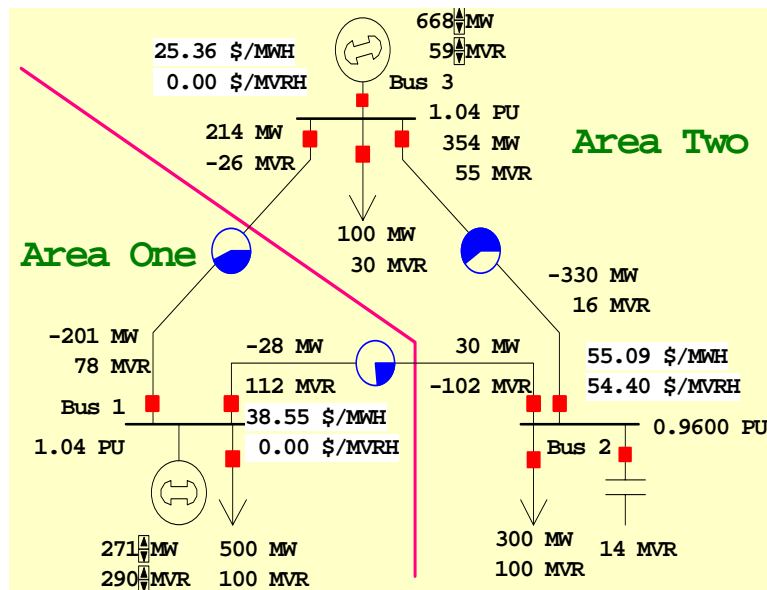 668 MW
25.36 $/MWH
59 MVR
0.00 $/MVRH
Bus 3
1.04 PU
214 MW
354 MW
Area Two
-26 MVR
55 MVR
100 MW
Area One
30 MVR
-330 MW
16 MVR
-201 MW
-28 MW
30 MW
78 MVR
55.09 $/MWH
112 MVR
-102 MVR
54.40 $/MVRH
Bus 1
38.55 $/MWH
0.9600 PU
1.04 PU
0.00 $/MVRH
Bus 2
271 MW
500 MW
300 MW
14 MVR
290 MVR
100 MVR
100 MVR